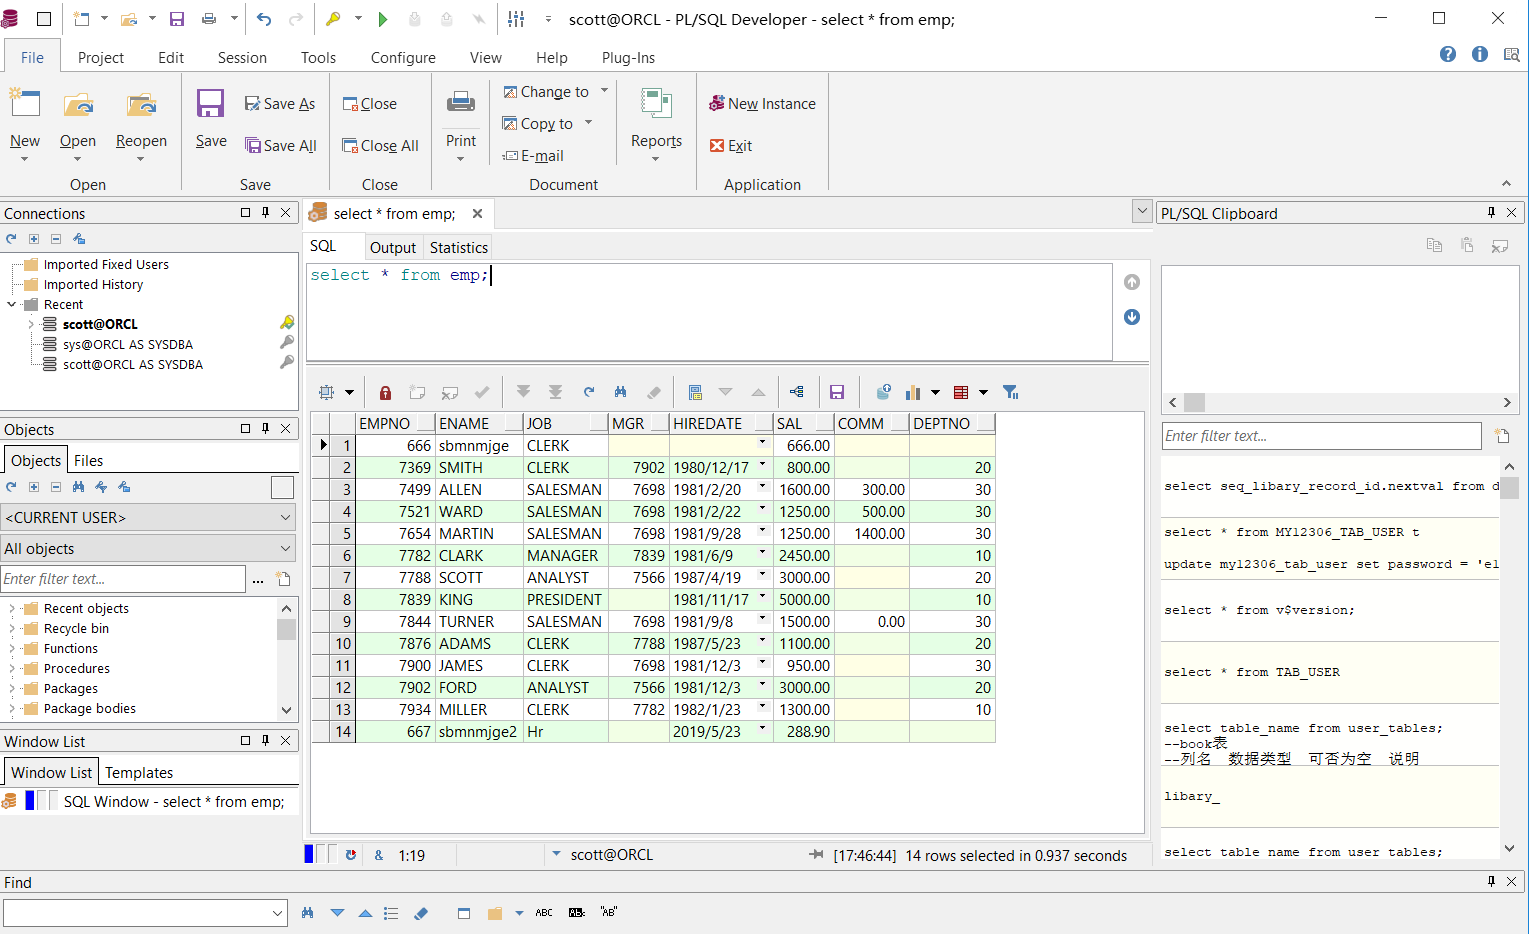 scott@ORCL - PL/SQL Developer - select * from emp;
File Project Edit Session Tools Configure View Help Plug-Ins
New Open Reopen Save Save As Save All Close Close All Print Change to Copy to E-mail Reports New Instance Exit
Open Save Close Document Application
Connections
Imported Fixed Users
Imported History
Recent
scott@ORCL
sys@ORCL AS SYSDBA
scott@ORCL AS SYSDBA
Objects
Objects Files
<CURRENT USER>
All objects
Enter filter text...
...
Recent objects
Recycle bin
Functions
Procedures
Packages
Package bodies
Window List
Window List Templates
SQL Window - select * from emp;
select * from emp;
SQL Output Statistics
select * from emp;
EMPNO ENAME JOB MGR HIREDATE SAL COMM DEPTNO
1 666 sbmnmjge CLERK 666.00
2 7369 SMITH CLERK 7902 1980/12/17 800.00 20
3 7499 ALLEN SALESMAN 7698 1981/2/20 1600.00 300.00 30
4 7521 WARD SALESMAN 7698 1981/2/22 1250.00 500.00 30
5 7654 MARTIN SALESMAN 7698 1981/9/28 1250.00 1400.00 30
6 7782 CLARK MANAGER 7839 1981/6/9 2450.00 10
7 7788 SCOTT ANALYST 7566 1987/4/19 3000.00 20
8 7839 KING PRESIDENT 1981/11/17 5000.00 10
9 7844 TURNER SALESMAN 7698 1981/9/8 1500.00 0.00 30
10 7876 ADAMS CLERK 7788 1987/5/23 1100.00 20
11 7900 JAMES CLERK 7698 1981/12/3 950.00 30
12 7902 FORD ANALYST 7566 1981/12/3 3000.00 20
13 7934 MILLER CLERK 7782 1982/1/23 1300.00 10
14 667 sbmnmjge2 Hr 2019/5/23 288.90
& 1:19 scott@ORCL [17:46:44] 14 rows selected in 0.937 seconds
PL/SQL Clipboard
Enter filter text...
select seq_libary_record_id.nextval from d
select * from MY12306_TAB_USER t
update my12306_tab_user set password = 'el
select * from v$version;
select * from TAB_USER
select table_name from user_tables;
--book表
--列名 数据类型 可否为空 说明
libary_
select table name from user tables;
Find
ABC AB: "AB"